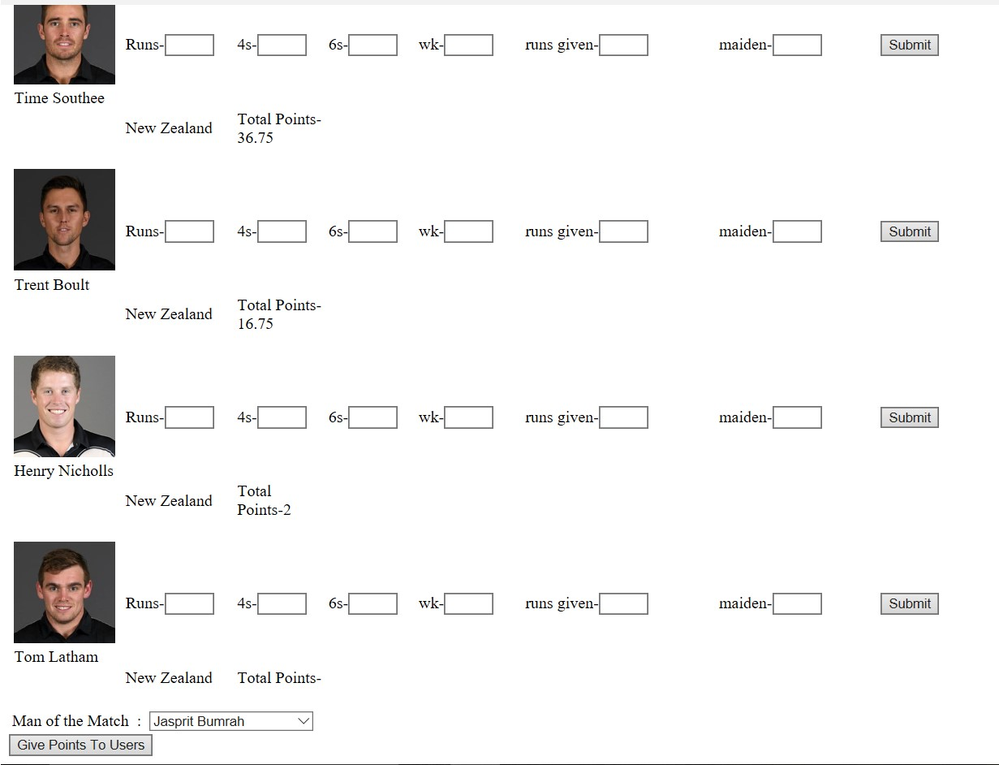 Runs- 4s- 6s- wk- runs given- maiden- Submit
Time Southee
New Zealand Total Points-
36.75
Runs- 4s- 6s- wk- runs given- maiden- Submit
Trent Boult
New Zealand Total Points-
16.75
Runs- 4s- 6s- wk- runs given- maiden- Submit
Henry Nicholls
New Zealand Total
Points-2
Runs- 4s- 6s- wk- runs given- maiden- Submit
Tom Latham
New Zealand Total Points-
Man of the Match : Jasprit Bumrah
Give Points To Users